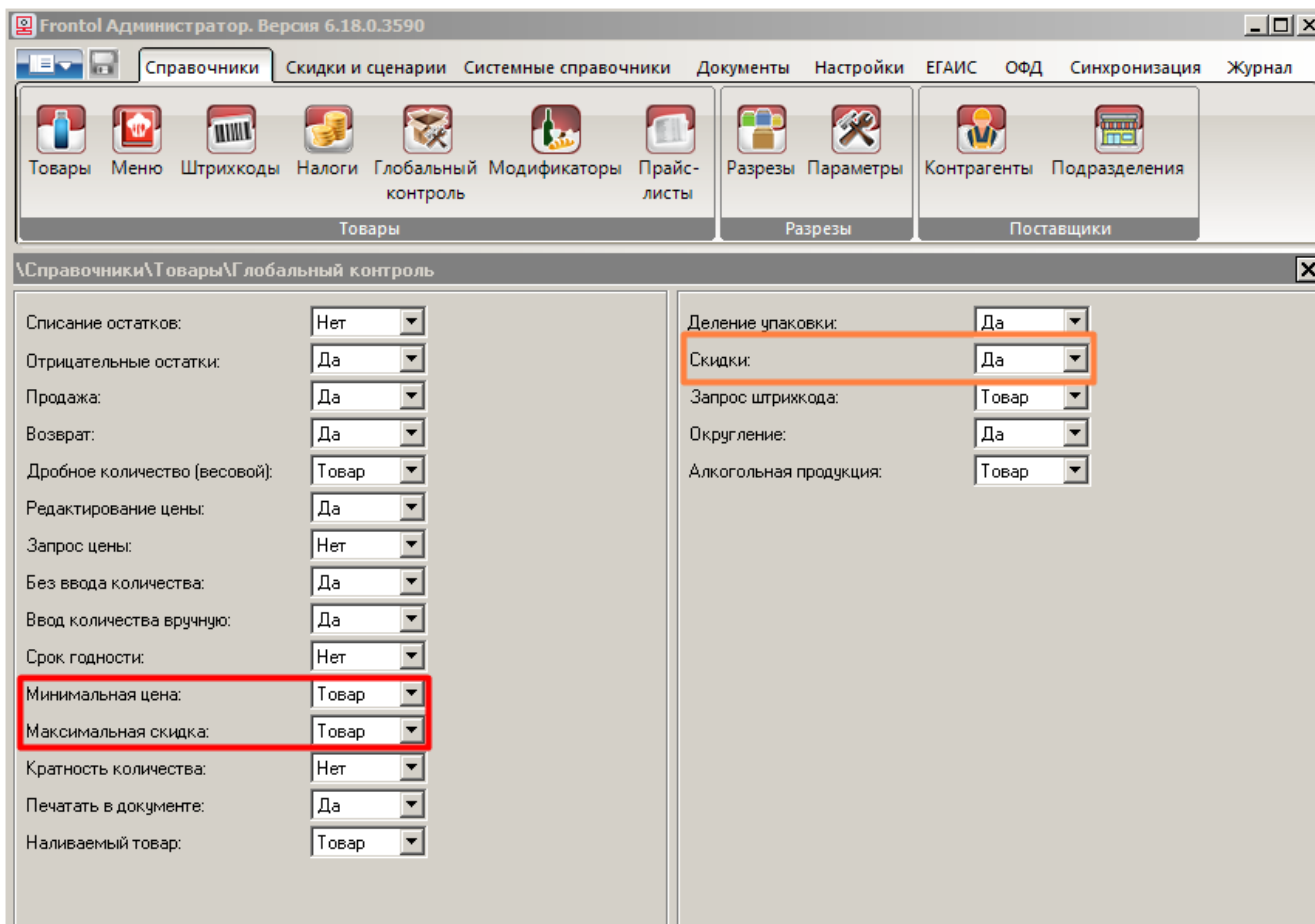 Frontol Администратор. Версия 6.18.0.3590
Справочники Скидки и сценарии Системные справочники Документы Настройки ЕГАИС ОФД Синхронизация Журнал
Товары Меню Штрихкоды Налоги Глобальный контроль Модификаторы Прайс-листы Разрезы Параметры Контрагенты Подразделения
Товары Разрезы Поставщики
\Справочники\Товары\Глобальный контроль
Списание остатков: Нет
Отрицательные остатки: Да
Продажа: Да
Возврат: Да
Дробное количество (весовой): Товар
Редактирование цены: Да
Запрос цены: Нет
Без ввода количества: Да
Ввод количества вручную: Да
Срок годности: Нет
Минимальная цена: Товар
Максимальная скидка: Товар
Кратность количества: Нет
Печатать в документе: Да
Наливаемый товар: Товар
Деление упаковки: Да
Скидки: Да
Запрос штрихкода: Товар
Округление: Да
Алкогольная продукция: Товар